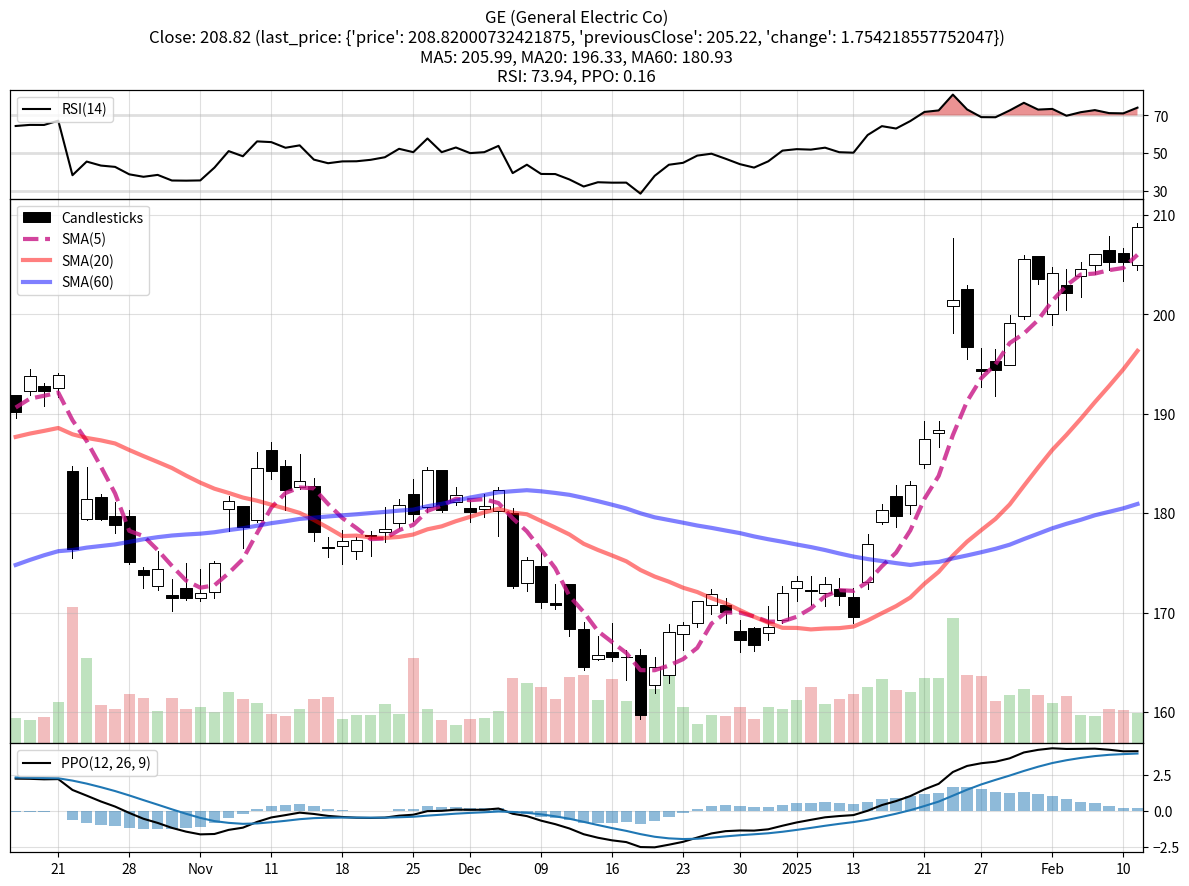 GE (General Electric Co)
Close: 208.82 (last_price: {'price': 208.82000732421875, 'previousClose': 205.22, 'change': 1.754218557752047})
MA5: 205.99, MA20: 196.33, MA60: 180.93
RSI: 73.94, PPO: 0.16
RSI(14)
70
50
30
Candlesticks
SMA(5)
SMA(20)
SMA(60)
210
200
190
180
170
160
PPO(12, 26, 9)
2.5
0.0
−2.5
21 28 Nov 11 18 25 Dec 09 16 23 30 2025 13 21 27 Feb 10